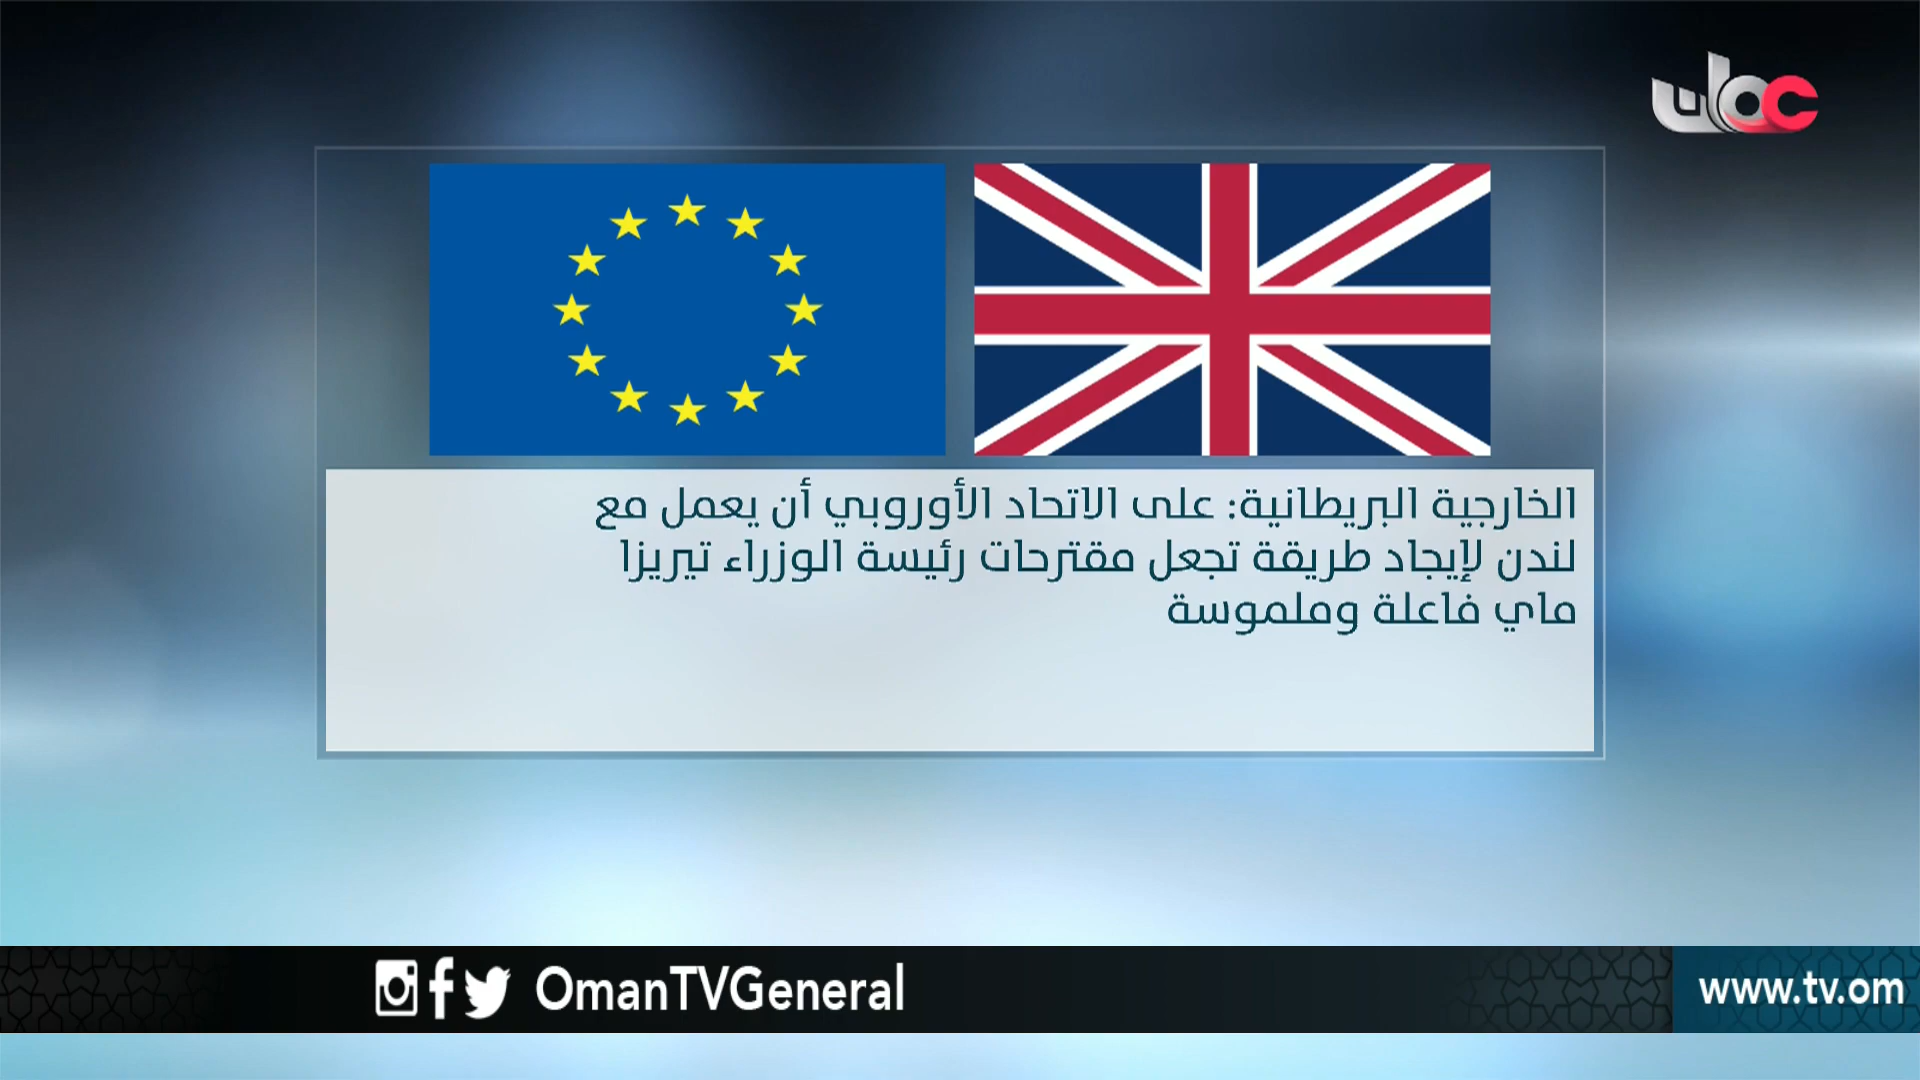 عمان
الخارجية البريطانية: على الاتحاد الأوروبي أن يعمل مع
لندن لإيجاد طريقة تجعل مقترحات رئيسة الوزراء تيريزا
ماي فاعلة وملموسة
OmanTVGeneral
www.tv.om